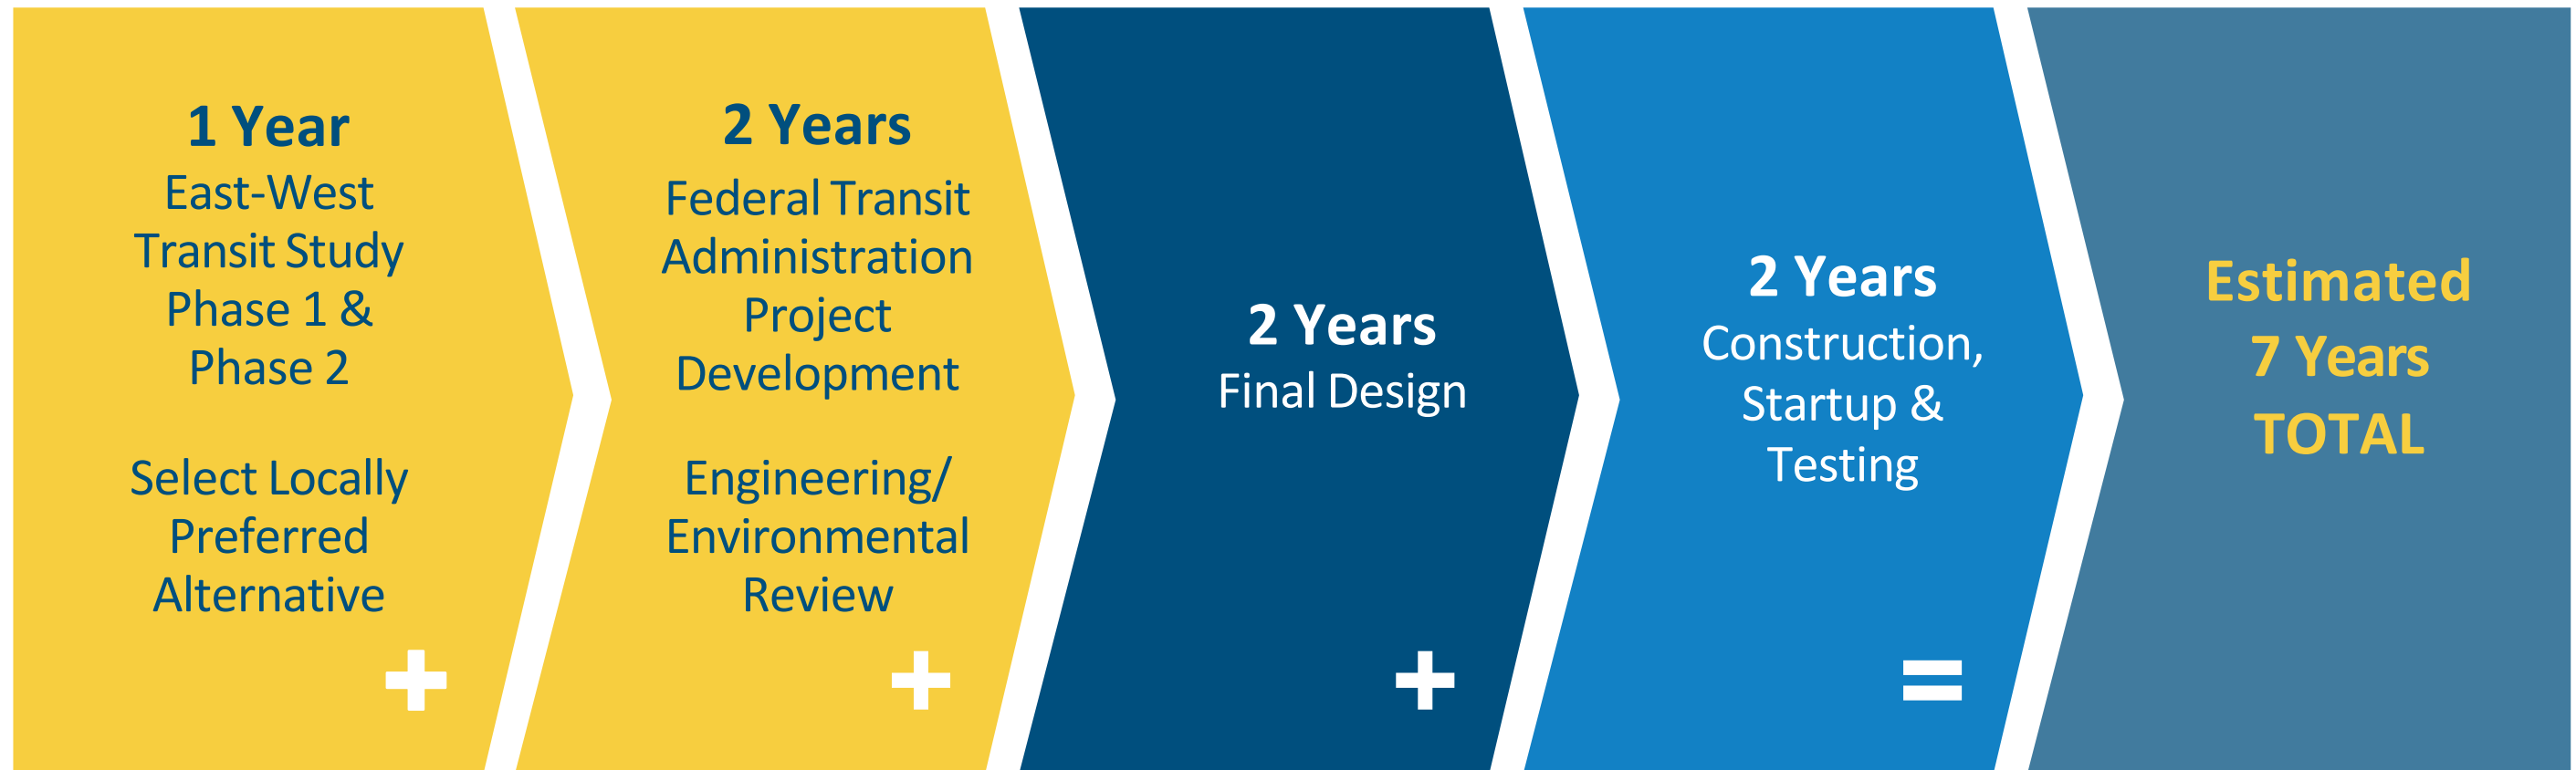 1 Year
East-West
Transit Study
Phase 1 &
Phase 2
Select Locally
Preferred
Alternative
+
2 Years
Federal Transit
Administration
Project
Development
Engineering/
Environmental
Review
+
2 Years
Final Design
+
2 Years
Construction,
Startup &
Testing
=
Estimated
7 Years
TOTAL